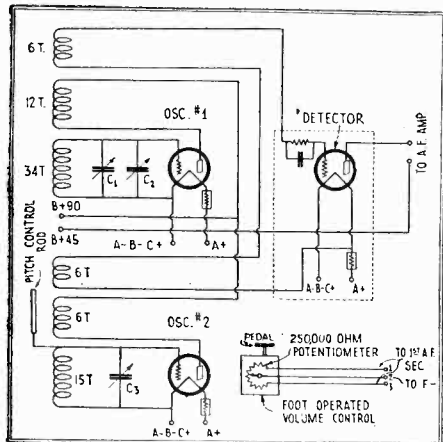 6 T.
12T.
OSC. #1
34T
C1
C2
DETECTOR
TO A.F. AMP
B+90
B+45
A-B-C+
A+
A-B-C+
A+
PITCH CONTROL
ROD
6T
6T
OSC. #2
15T
C3
A-B-C+
A+
PEDAL
250,000 OHM
POTENTIOMETER
TO 1ST A.F.
SEC
TO F-
FOOT OPERATED
VOLUME CONTROL